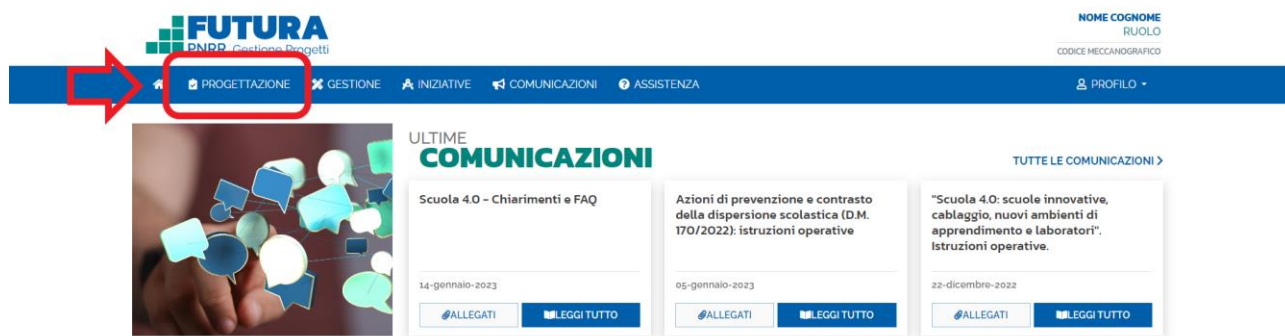 FUTURA
PNRR Gestione Progetti
NOME COGNOME
RUOLO
CODICE MECCANOGRAFICO
PROGETTAZIONE GESTIONE INIZIATIVE COMUNICAZIONI ASSISTENZA PROFILO
ULTIME
COMUNICAZIONI
TUTTE LE COMUNICAZIONI >
Scuola 4.0 - Chiarimenti e FAQ
14-gennaio-2023
ALLEGATI LEGGI TUTTO
Azioni di prevenzione e contrasto
della dispersione scolastica (D.M.
170/2022): istruzioni operative
05-gennaio-2023
ALLEGATI LEGGI TUTTO
"Scuola 4.0: scuole innovative,
cablaggio, nuovi ambienti di
apprendimento e laboratori".
Istruzioni operative.
22-dicembre-2022
ALLEGATI LEGGI TUTTO